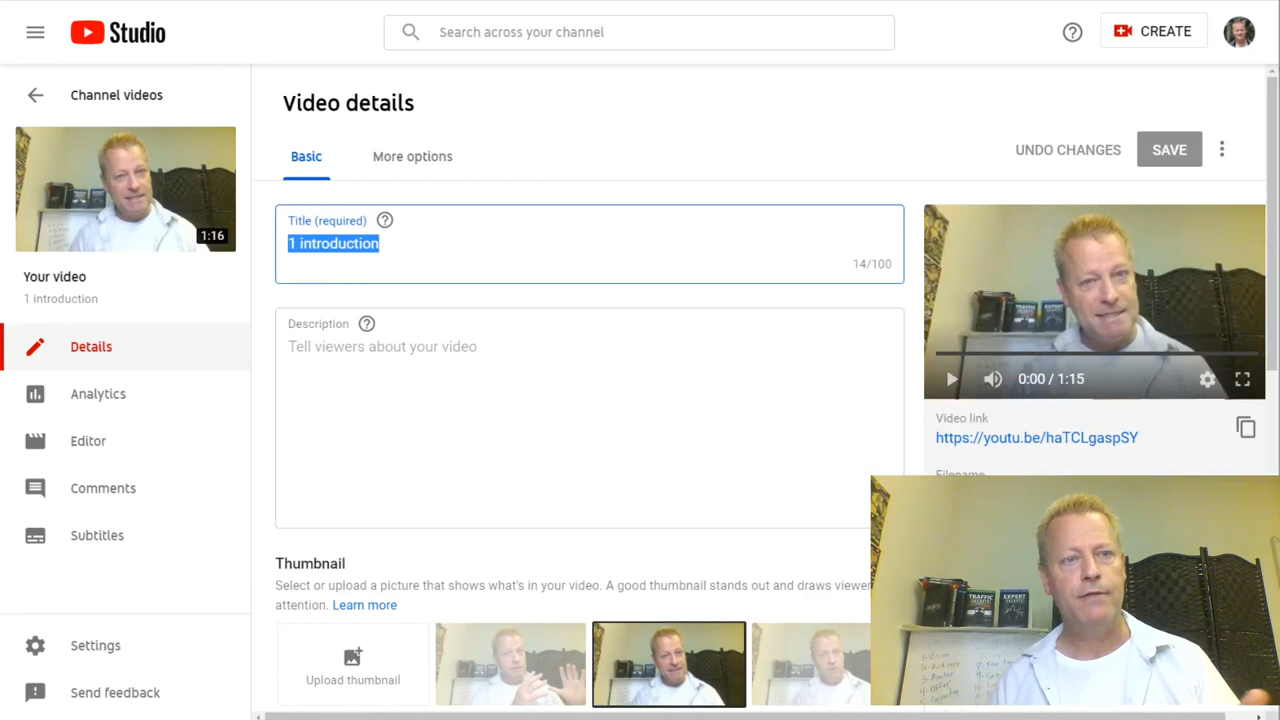 Studio
Search across your channel
CREATE
Channel videos
1:16
Your video
1 introduction
Details
Analytics
Editor
Comments
Subtitles
Settings
Send feedback
Video details
Basic
More options
UNDO CHANGES
SAVE
Title (required)
1 introduction
14/100
Description
Tell viewers about your video
Thumbnail
Select or upload a picture that shows what's in your video. A good thumbnail stands out and draws viewer
attention. Learn more
Upload thumbnail
0:00 / 1:15
Video link
https://youtu.be/haTCLgaspSY
Filename
TRAFFIC
SECRETS
EXPERT
SECRETS